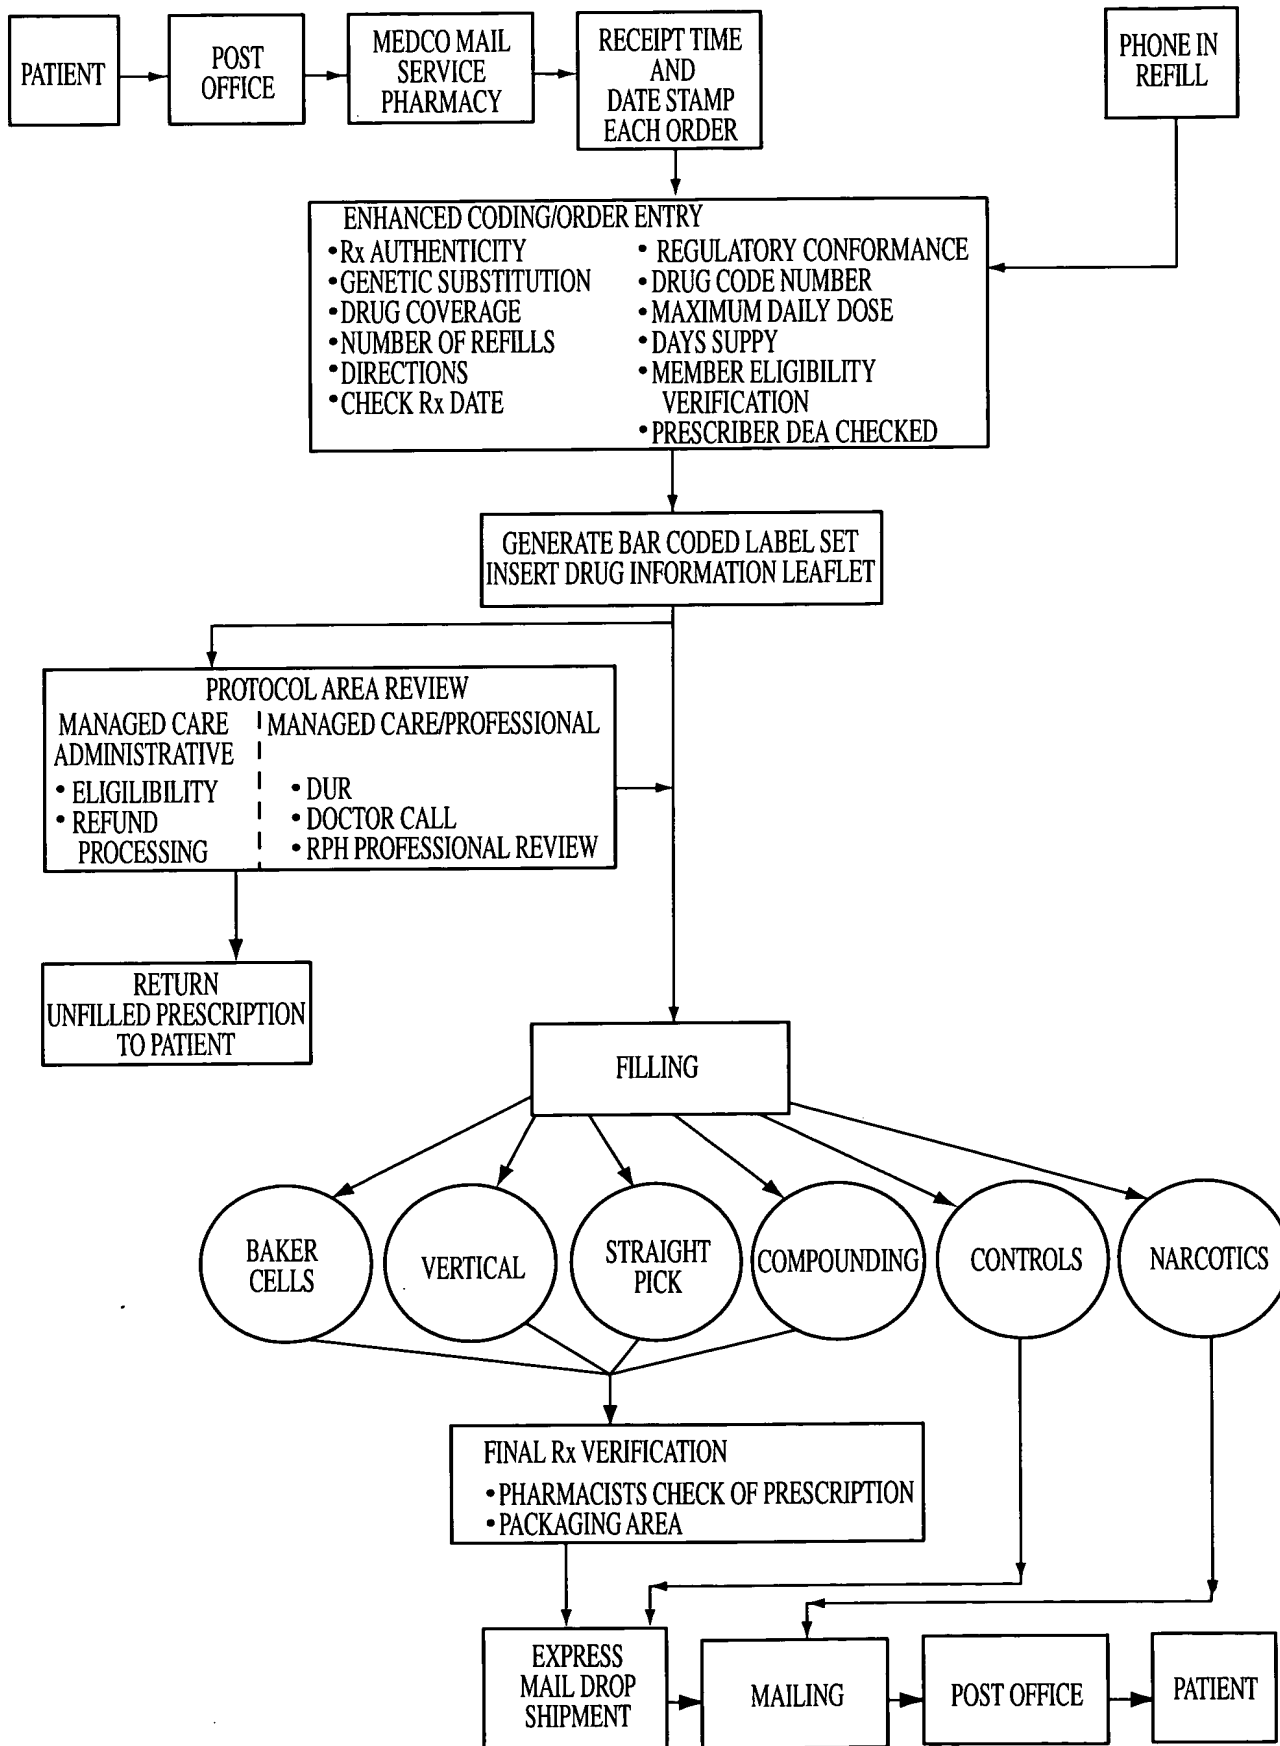 PATIENT
POST
OFFICE
MEDCO MAIL
SERVICE
PHARMACY
RECEIPT TIME
AND
DATE STAMP
EACH ORDER
PHONE IN
REFILL
ENHANCED CODING/ORDER ENTRY
• Rx AUTHENTICITY
• GENETIC SUBSTITUTION
• DRUG COVERAGE
• NUMBER OF REFILLS
• DIRECTIONS
• CHECK Rx DATE
• REGULATORY CONFORMANCE
• DRUG CODE NUMBER
• MAXIMUM DAILY DOSE
• DAYS SUPPY
• MEMBER ELIGIBILITY
VERIFICATION
• PRESCRIBER DEA CHECKED
GENERATE BAR CODED LABEL SET
INSERT DRUG INFORMATION LEAFLET
PROTOCOL AREA REVIEW
MANAGED CARE
ADMINISTRATIVE
• ELIGILIBILITY
• REFUND
PROCESSING
MANAGED CARE/PROFESSIONAL
• DUR
• DOCTOR CALL
• RPH PROFESSIONAL REVIEW
RETURN
UNFILLED PRESCRIPTION
TO PATIENT
FILLING
BAKER
CELLS
VERTICAL
STRAIGHT
PICK
COMPOUNDING
CONTROLS
NARCOTICS
FINAL Rx VERIFICATION
• PHARMACISTS CHECK OF PRESCRIPTION
• PACKAGING AREA
EXPRESS
MAIL DROP
SHIPMENT
MAILING
POST OFFICE
PATIENT